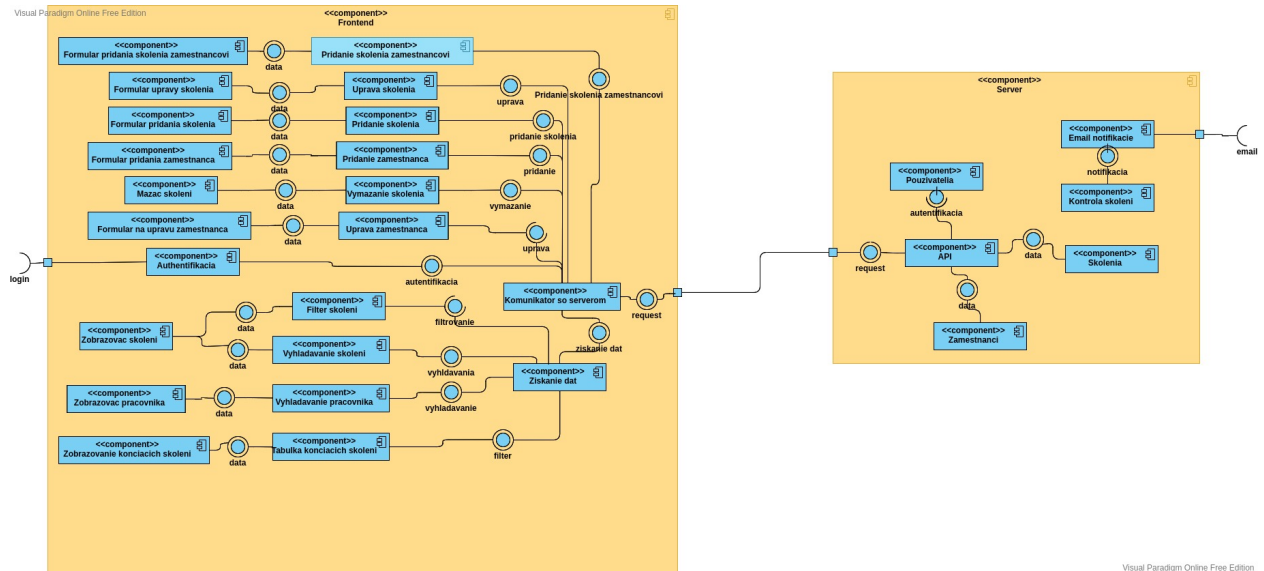 Visual Paradigm Online Free Edition
<<component>>
Frontend
<<component>>
Formular pridania skolenia zamestnancovi
data
<<component>>
Pridanie skolenia zamestnancovi
Pridanie skolenia zamestnancovi
<<component>>
Formular upravy skolenia
data
<<component>>
Uprava skolenia
uprava
<<component>>
Formular pridania skolenia
data
<<component>>
Pridanie skolenia
pridanie skolenia
<<component>>
Formular pridania zamestnanca
data
<<component>>
Pridanie zamestnanca
pridanie
<<component>>
Mazac skoleni
data
<<component>>
Vymazanie skolenia
vymazanie
<<component>>
Formular na upravu zamestnanca
data
<<component>>
Uprava zamestnanca
uprava
login
<<component>>
Authentifikacia
autentifikacia
<<component>>
Komunikator so serverom
request
<<component>>
Zobrazovac skoleni
data
<<component>>
Filter skoleni
filtrovanie
ziskanie dat
data
<<component>>
Vyhladavanie skoleni
vyhldavania
<<component>>
Ziskanie dat
<<component>>
Zobrazovac pracovnika
data
<<component>>
Vyhladavanie pracovnika
vyhladavanie
<<component>>
Zobrazovanie konciacich skoleni
data
<<component>>
Tabulka konciacich skoleni
filter
<<component>>
Server
<<component>>
Email notifikacie
email
notifikacia
<<component>>
Kontrola skoleni
<<component>>
Pouzivatelia
autentifikacia
request
<<component>>
API
data
<<component>>
Skolenia
data
<<component>>
Zamestnanci
Visual Paradigm Online Free Edition